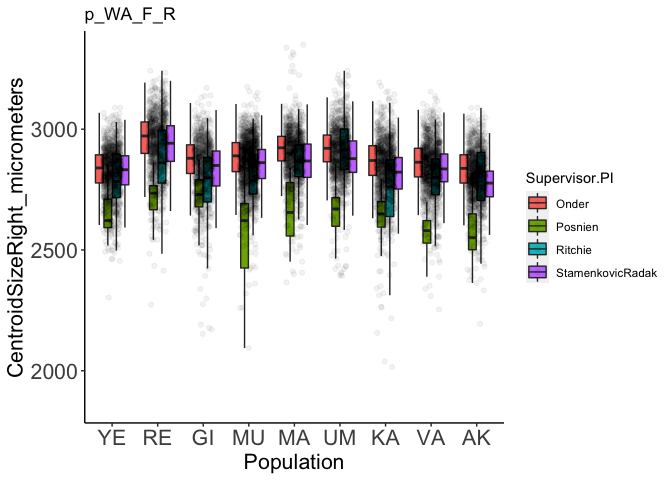 p_WA_F_R
CentroidSizeRight_micrometers
3000
2500
2000
YE RE GI MU MA UM KA VA AK
Population
Supervisor.PI
Onder
Posnien
Ritchie
StamenkovicRadak